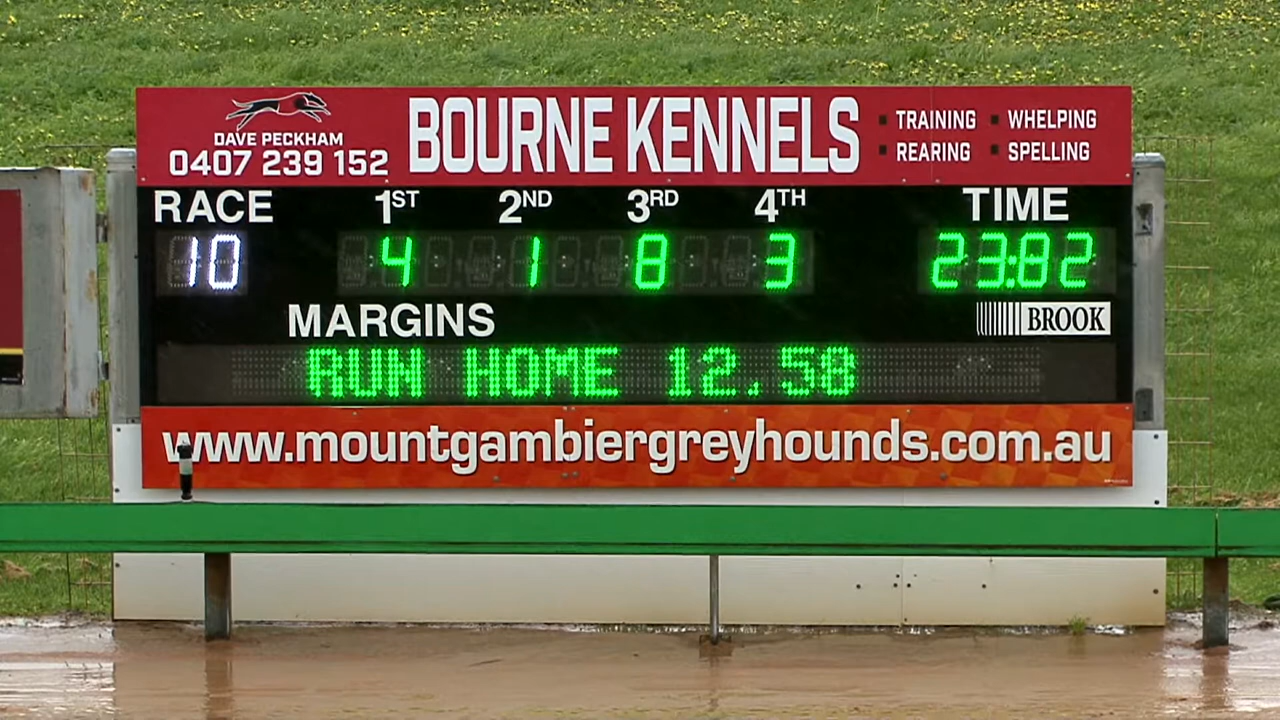 DAVE PECKHAM
0407 239 152
BOURNE KENNELS
TRAINING WHELPING
REARING SPELLING
RACE 1ST 2ND 3RD 4TH TIME
10 4 1 8 3 23:82
MARGINS
BROOK
RUN HOME 12.58
www.mountgambiergreyhounds.com.au